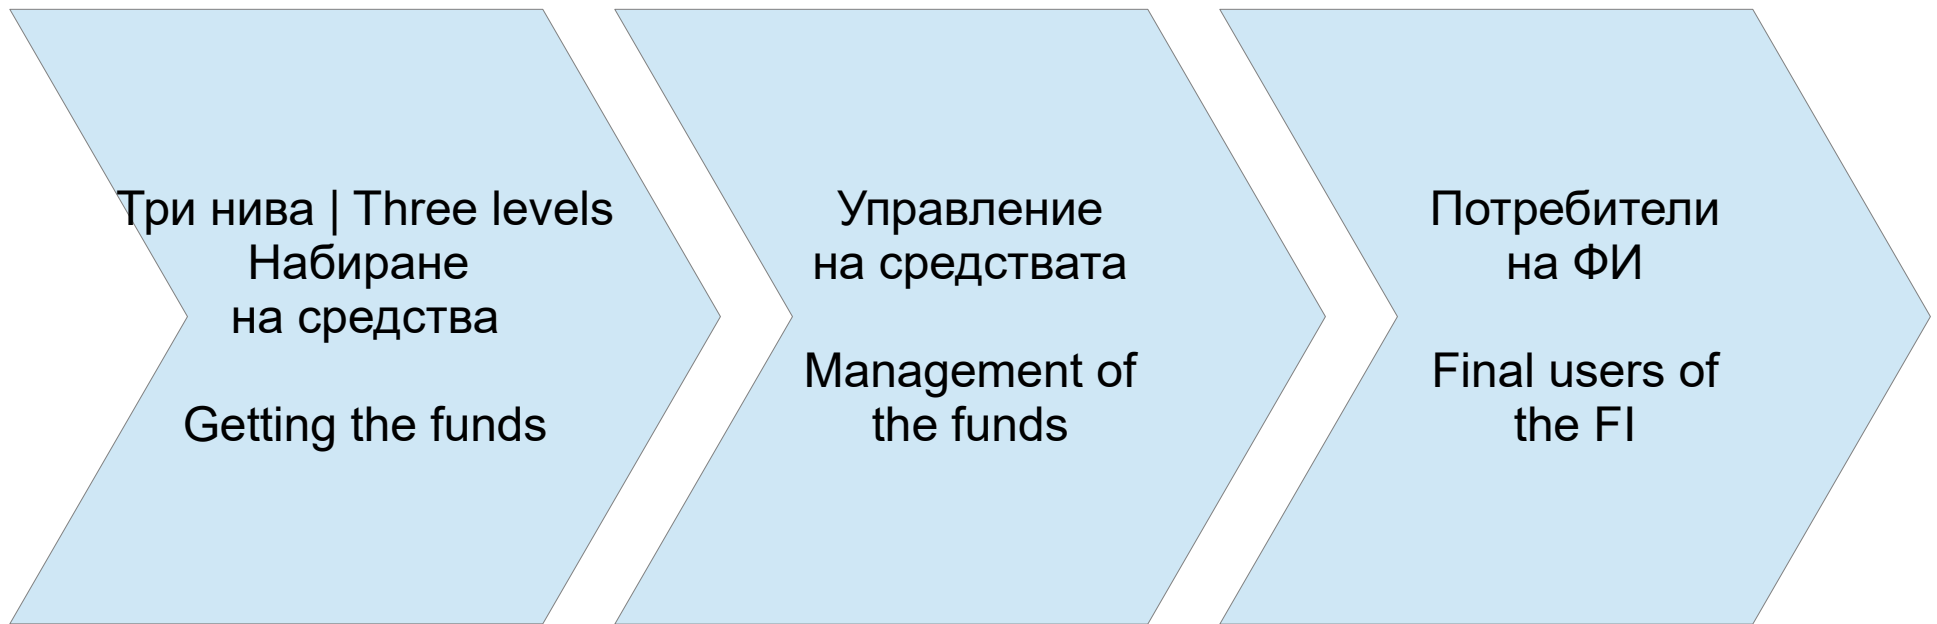 Три нива | Three levels
Набиране
на средства
Getting the funds
Управление
на средствата
Management of
the funds
Потребители
на ФИ
Final users of
the FI